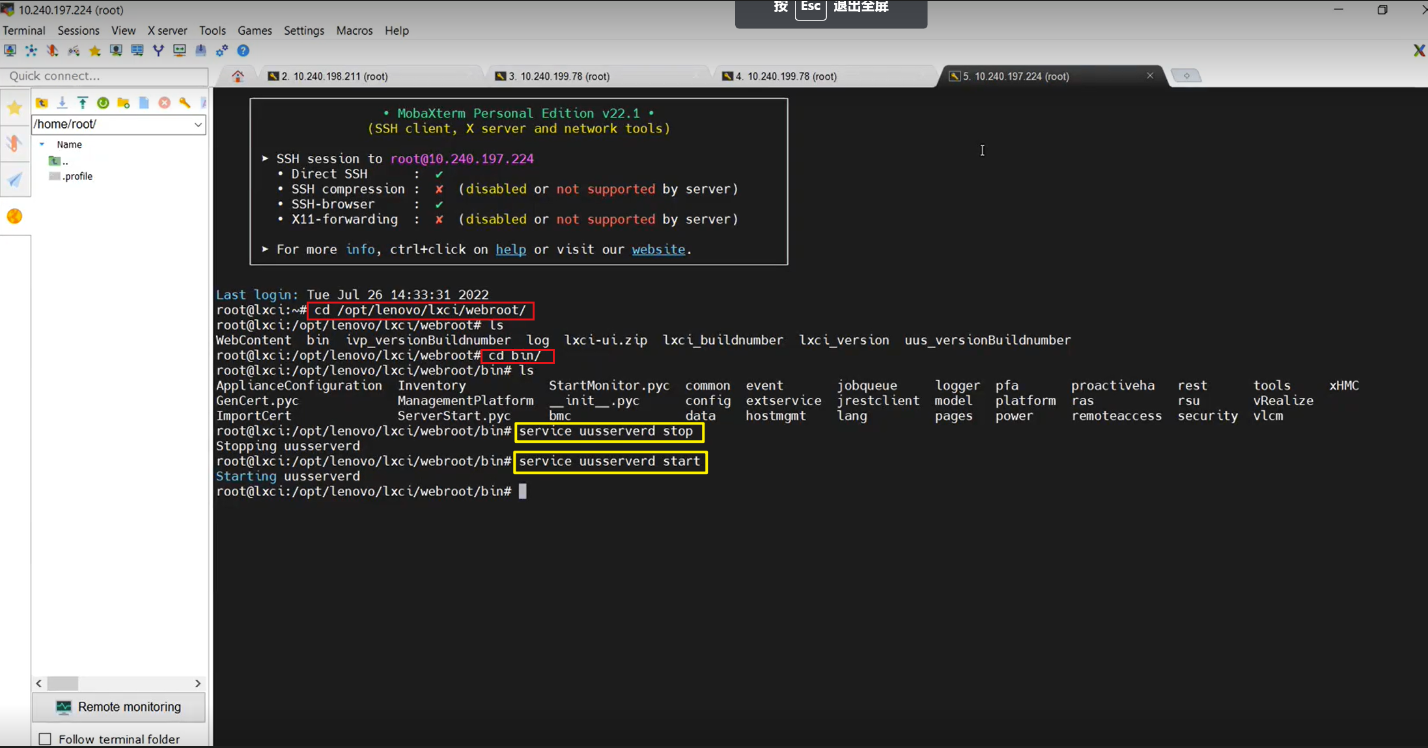 10.240.197.224 (root)
按 Esc 退出全屏
Terminal Sessions View X server Tools Games Settings Macros Help
Quick connect...
2. 10.240.198.211 (root)
3. 10.240.199.78 (root)
4. 10.240.199.78 (root)
5. 10.240.197.224 (root)
/home/root/
Name
..
.profile
• MobaXterm Personal Edition v22.1 •
(SSH client, X server and network tools)
➤ SSH session to root@10.240.197.224
• Direct SSH : ✔
• SSH compression : ✘ (disabled or not supported by server)
• SSH-browser : ✔
• X11-forwarding : ✘ (disabled or not supported by server)
➤ For more info, ctrl+click on help or visit our website.
Last login: Tue Jul 26 14:33:31 2022
root@lxci:~# cd /opt/lenovo/lxci/webroot/
root@lxci:/opt/lenovo/lxci/webroot# ls
WebContent bin ivp_versionBuildnumber log lxci-ui.zip lxci_buildnumber lxci_version uus_versionBuildnumber
root@lxci:/opt/lenovo/lxci/webroot# cd bin/
root@lxci:/opt/lenovo/lxci/webroot/bin# ls
ApplianceConfiguration Inventory StartMonitor.pyc common event jobqueue logger pfa proactiveha rest tools xHMC
GenCert.pyc ManagementPlatform __init__.pyc config extservice jrestclient model platform ras rsu vRealize
ImportCert ServerStart.pyc bmc data hostmgmt lang pages power remoteaccess security vlcm
root@lxci:/opt/lenovo/lxci/webroot/bin# service uusserverd stop
Stopping uusserverd
root@lxci:/opt/lenovo/lxci/webroot/bin# service uusserverd start
Starting uusserverd
root@lxci:/opt/lenovo/lxci/webroot/bin#
Remote monitoring
Follow terminal folder